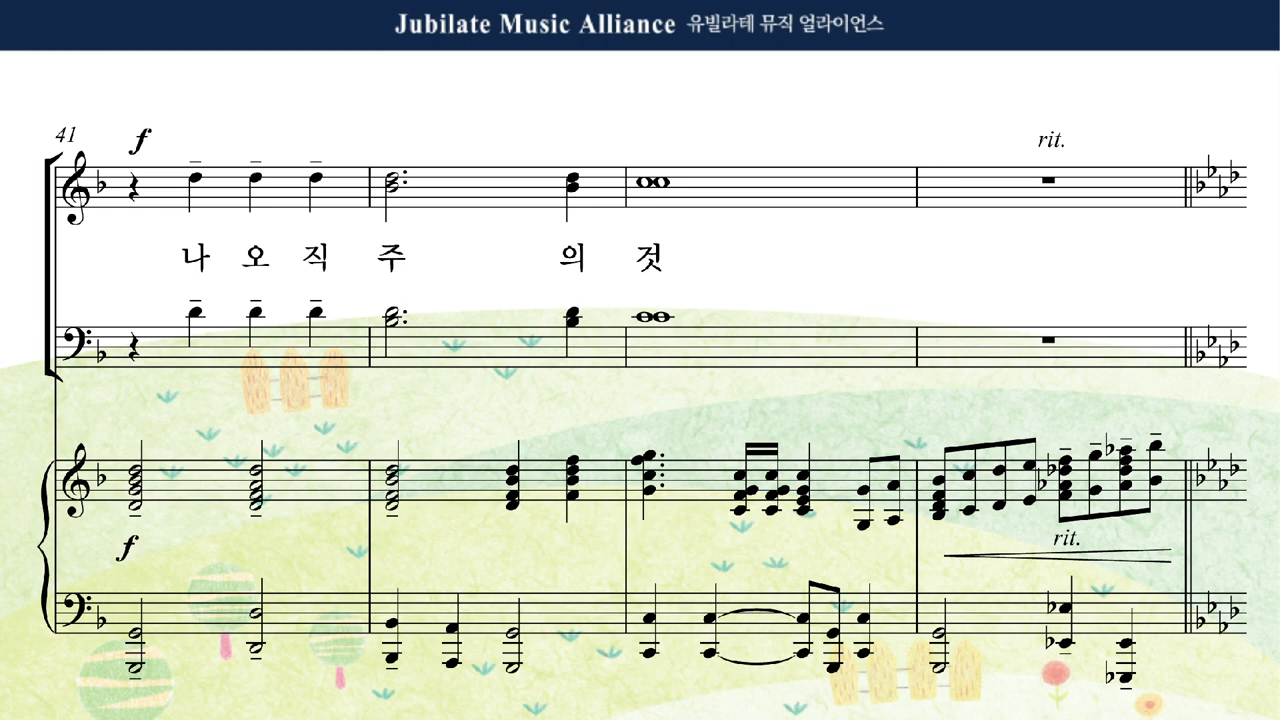 Jubilate Music Alliance 유빌라테 뮤직 얼라이언스
41
f
rit.
나 오 직 주 의 것
f
rit.